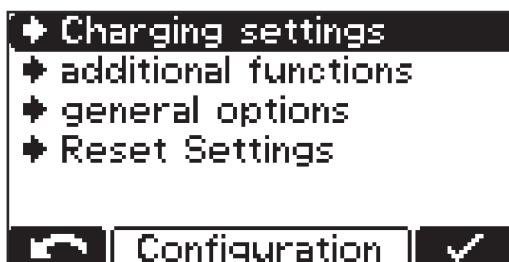 Charging settings
additional functions
general options
Reset Settings
Configuration